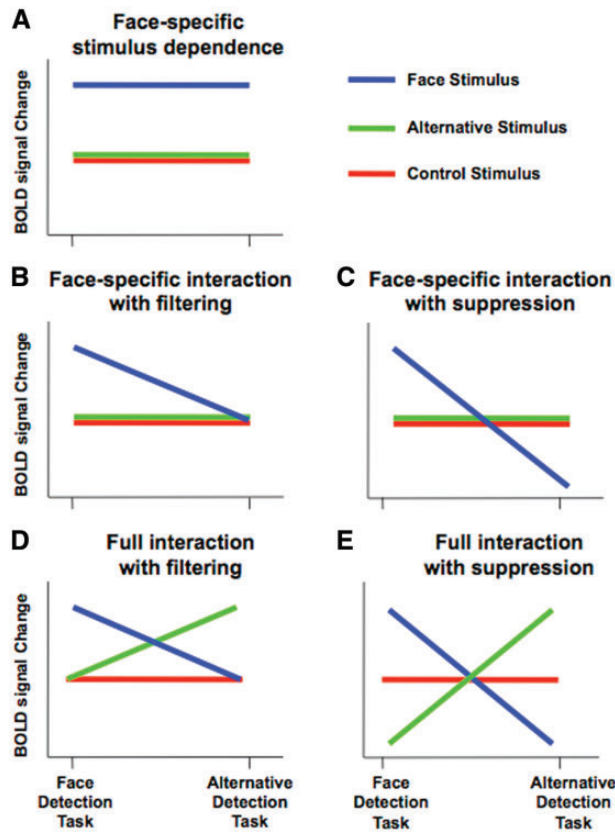 A
Face-specific
stimulus dependence
BOLD signal Change
Face Stimulus
Alternative Stimulus
Control Stimulus
B
Face-specific interaction
with filtering
BOLD signal Change
C
Face-specific interaction
with suppression
D
Full interaction
with filtering
BOLD signal Change
Face
Detection
Task
Alternative
Detection
Task
E
Full interaction
with suppression
Face
Detection
Task
Alternative
Detection
Task